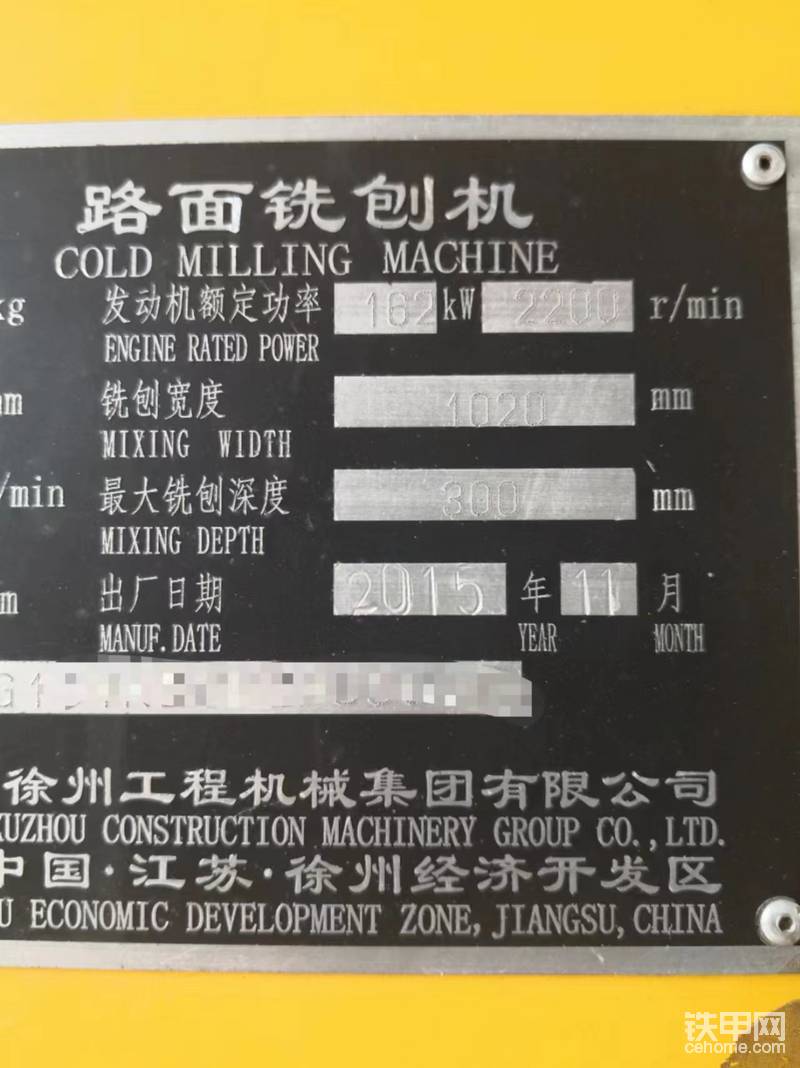 路面铣刨机
COLD MILLING MACHINE
kg 发动机额定功率 162 kW 2200 r/min
ENGINE RATED POWER
mm 铣刨宽度 1020 mm
MIXING WIDTH
/min 最大铣刨深度 300 mm
MIXING DEPTH
m 出厂日期 2015 年 11 月
MANUF.DATE YEAR MONTH
徐州工程机械集团有限公司
XUZHOU CONSTRUCTION MACHINERY GROUP CO.,LTD.
中国·江苏·徐州经济开发区
U ECONOMIC DEVELOPMENT ZONE,JIANGSU,CHINA
铁甲网
cehome.com